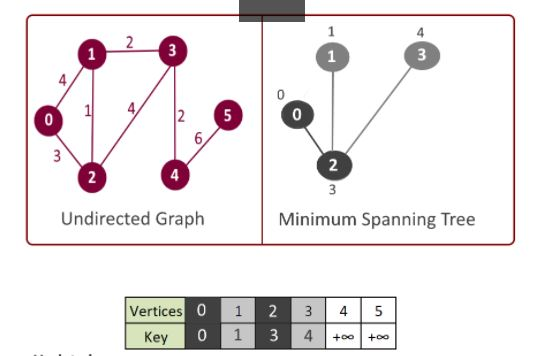 1 2 3
4 1 4 2
0 5
3 6
2 4
1 4
1 3
0
0
2
3
Undirected Graph
Minimum Spanning Tree
Vertices 0 1 2 3 4 5
Key 0 1 3 4 +∞ +∞